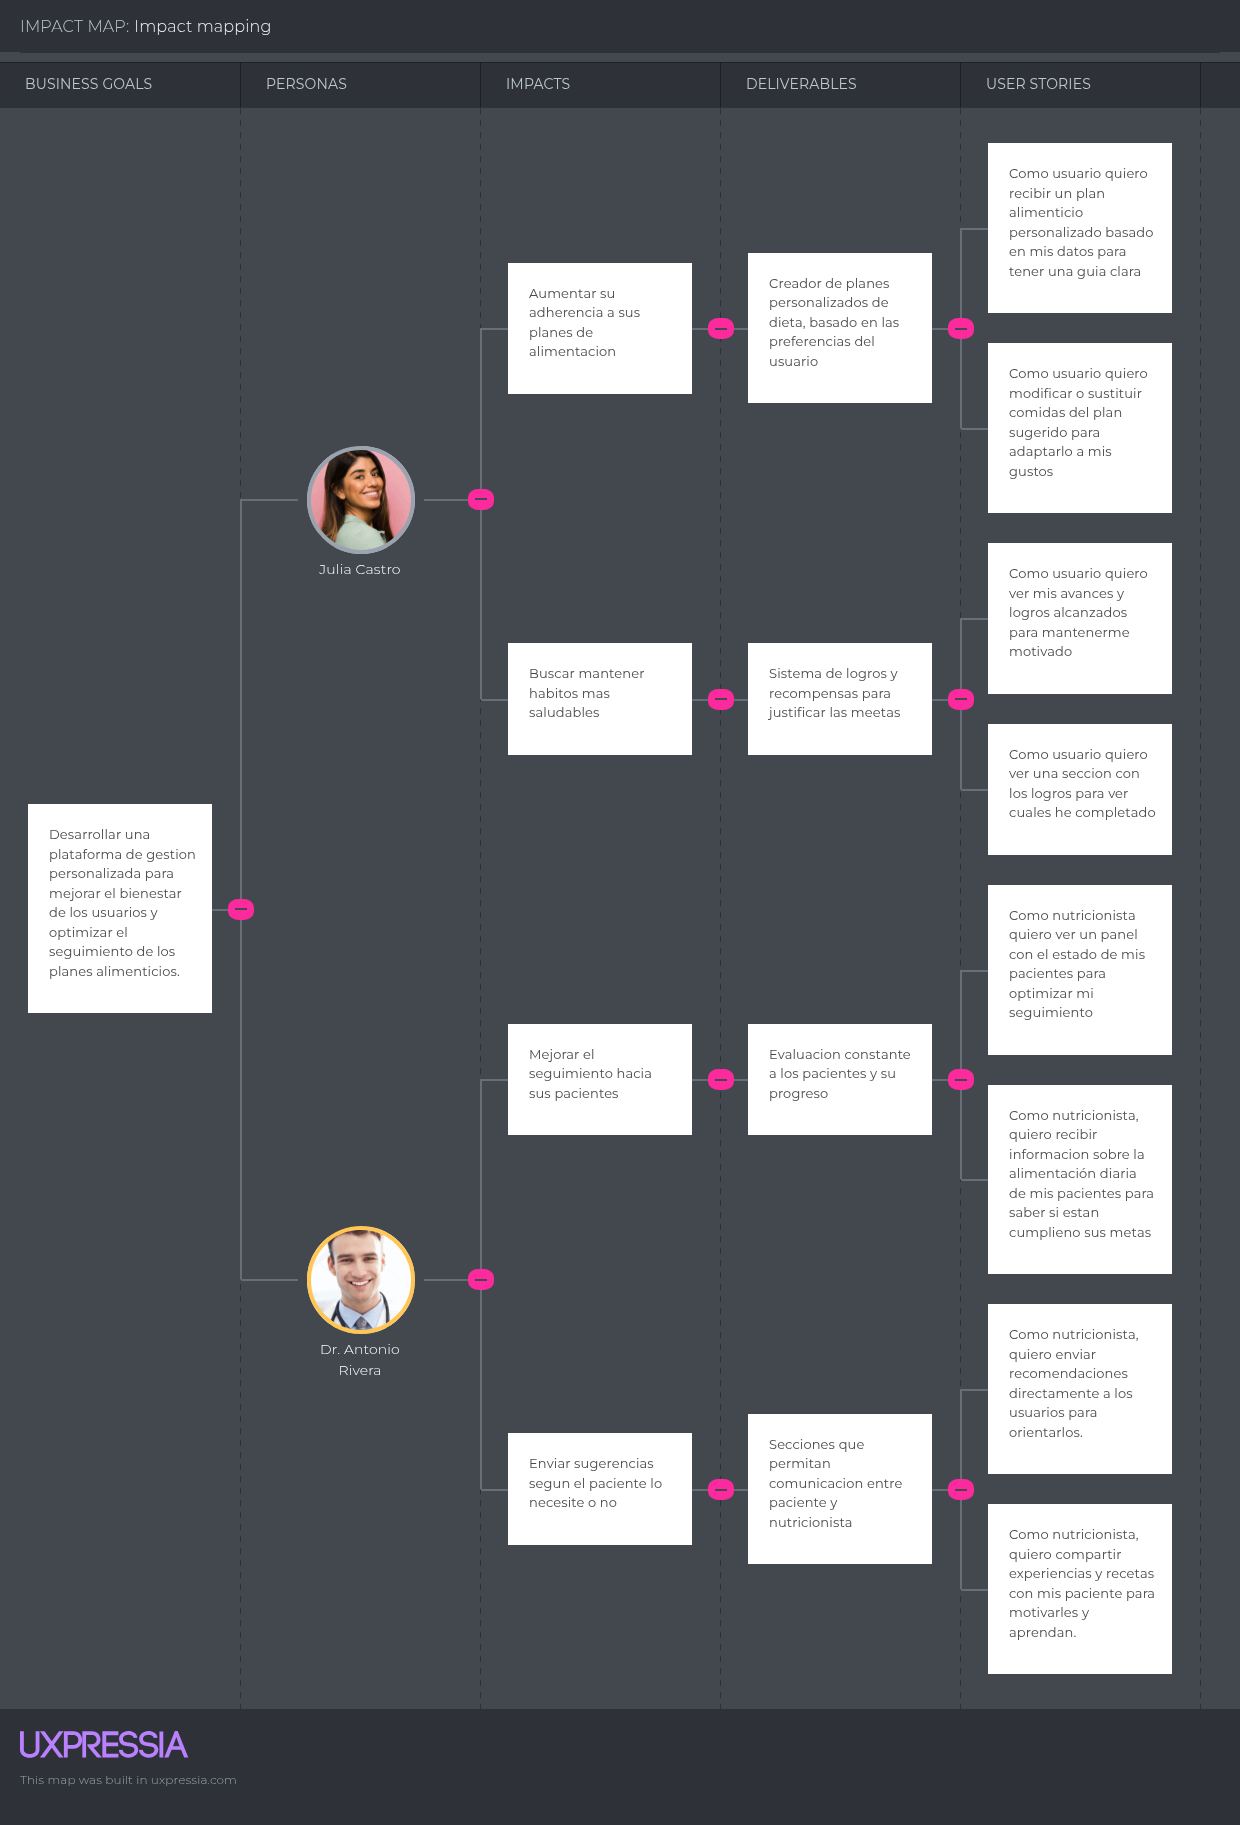 IMPACT MAP: Impact mapping
BUSINESS GOALS
PERSONAS
IMPACTS
DELIVERABLES
USER STORIES
Desarrollar una
plataforma de gestion
personalizada para
mejorar el bienestar
de los usuarios y
optimizar el
seguimiento de los
planes alimenticios.
Julia Castro
Aumentar su
adherencia a sus
planes de
alimentacion
Creador de planes
personalizados de
dieta, basado en las
preferencias del
usuario
Como usuario quiero
recibir un plan
alimenticio
personalizado basado
en mis datos para
tener una guia clara
Como usuario quiero
modificar o sustituir
comidas del plan
sugerido para
adaptarlo a mis
gustos
Buscar mantener
habitos mas
saludables
Sistema de logros y
recompensas para
justificar las meetas
Como usuario quiero
ver mis avances y
logros alcanzados
para mantenerme
motivado
Como usuario quiero
ver una seccion con
los logros para ver
cuales he completado
Dr. Antonio
Rivera
Mejorar el
seguimiento hacia
sus pacientes
Evaluacion constante
a los pacientes y su
progreso
Como nutricionista
quiero ver un panel
con el estado de mis
pacientes para
optimizar mi
seguimiento
Como nutricionista,
quiero recibir
informacion sobre la
alimentación diaria
de mis pacientes para
saber si estan
cumplieno sus metas
Enviar sugerencias
segun el paciente lo
necesite o no
Secciones que
permitan
comunicacion entre
paciente y
nutricionista
Como nutricionista,
quiero enviar
recomendaciones
directamente a los
usuarios para
orientarlos.
Como nutricionista,
quiero compartir
experiencias y recetas
con mis paciente para
motivarles y
aprendan.
UXPRESSIA
This map was built in uxpressia.com